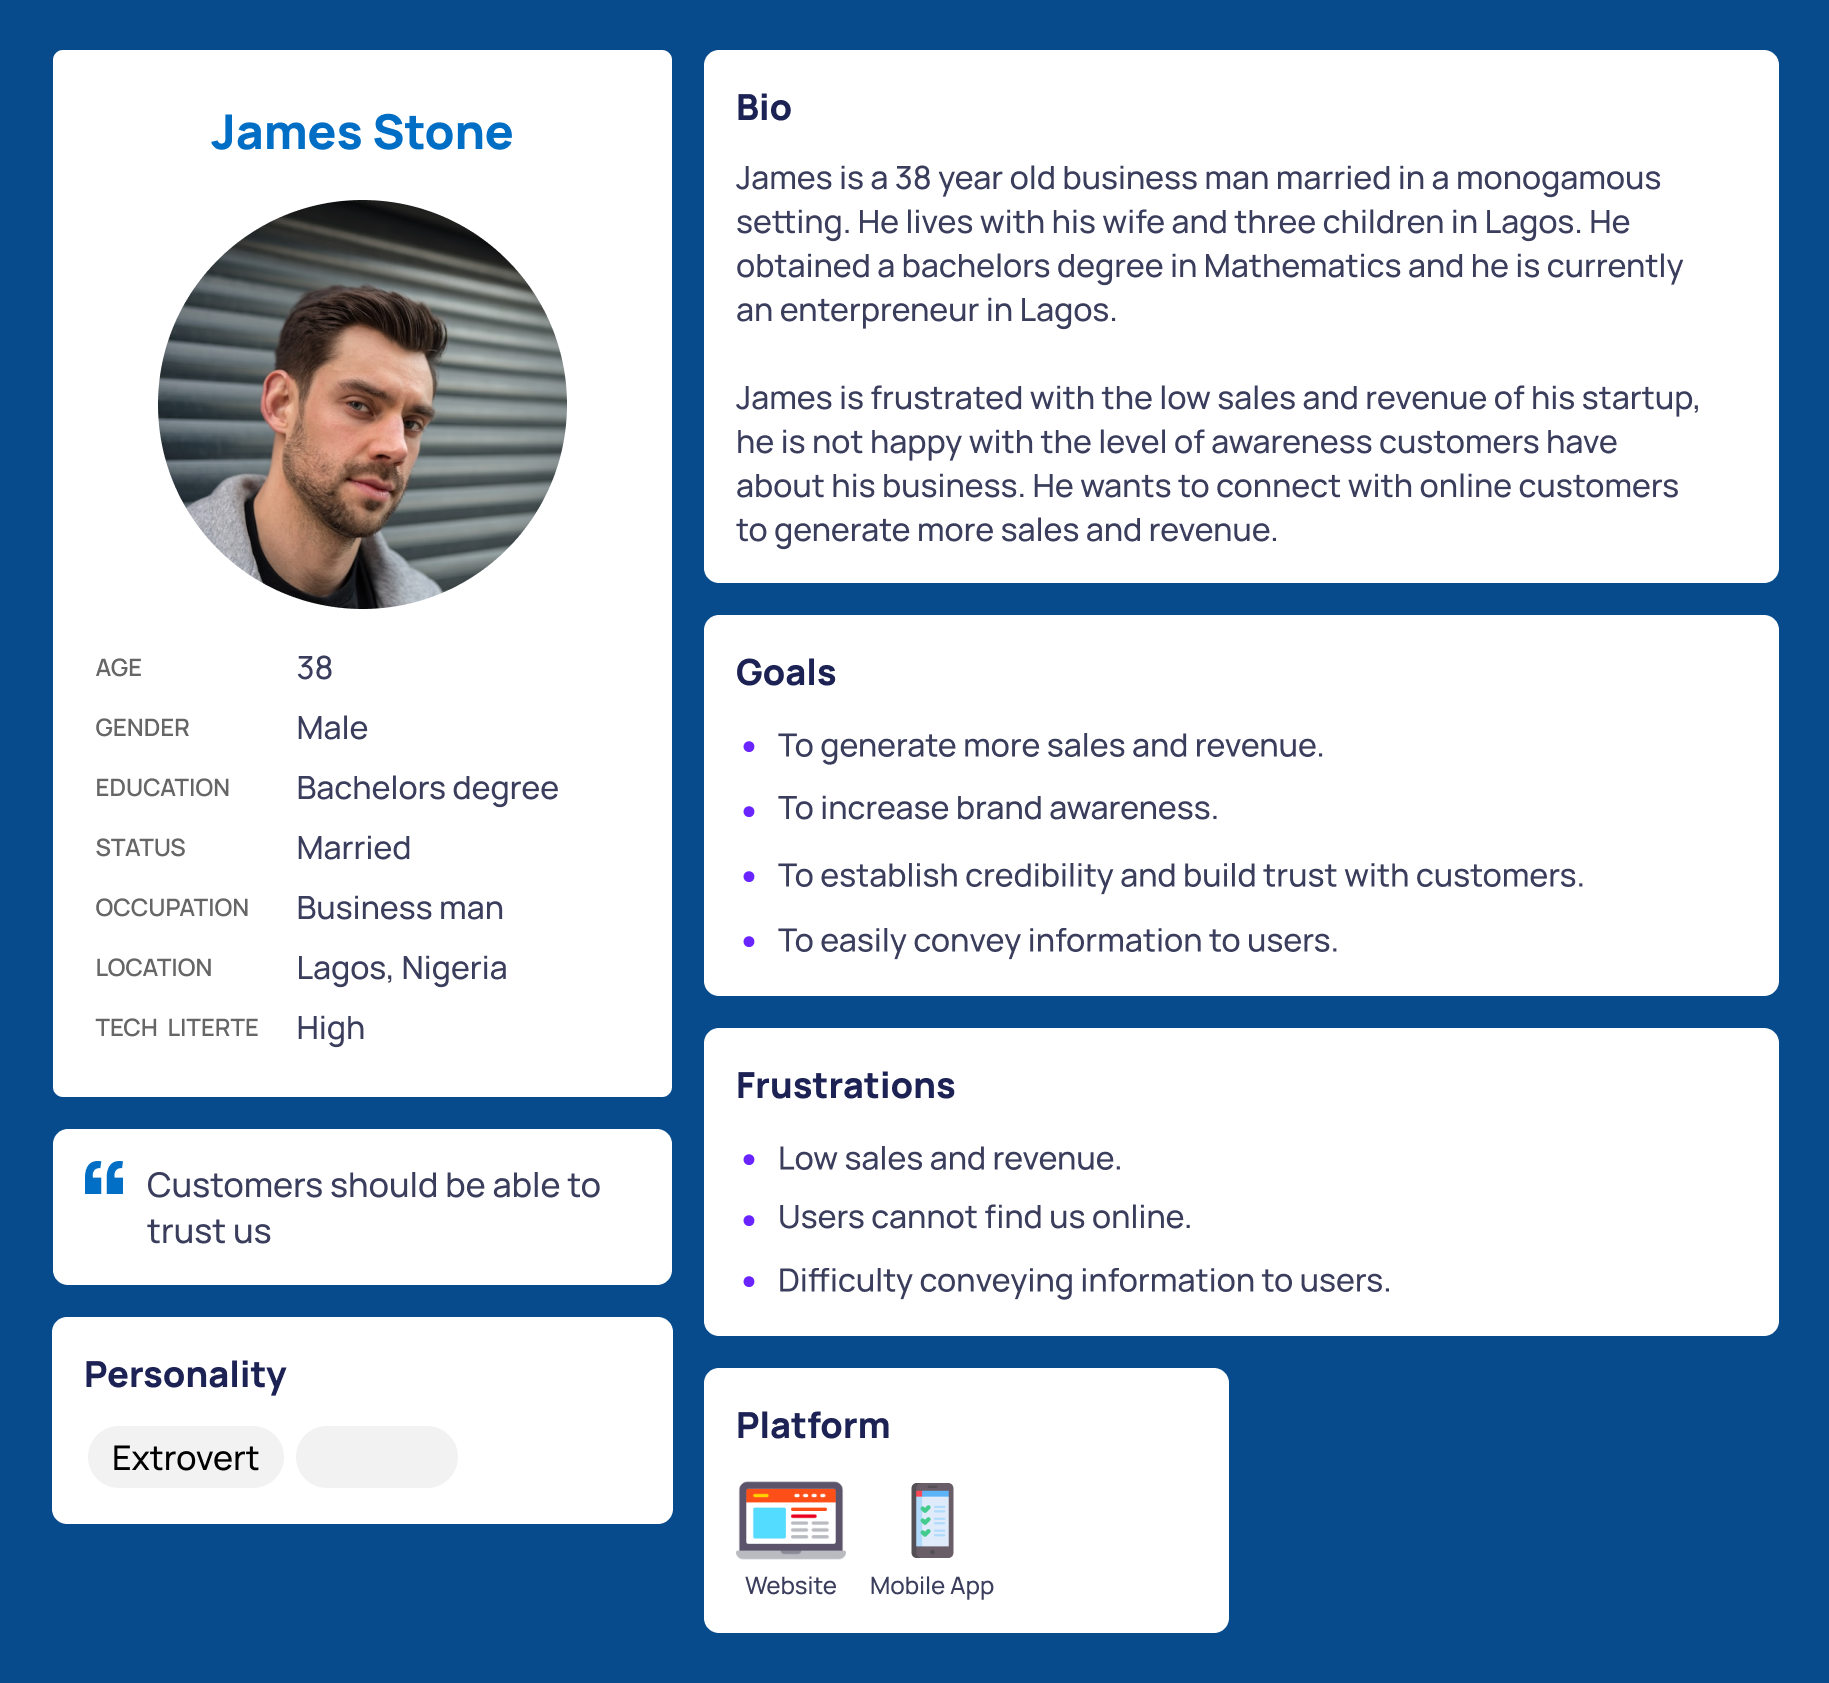 James Stone
AGE 38
GENDER Male
EDUCATION Bachelors degree
STATUS Married
OCCUPATION Business man
LOCATION Lagos, Nigeria
TECH LITERTE High
Customers should be able to
trust us
Personality
Extrovert
Bio
James is a 38 year old business man married in a monogamous
setting. He lives with his wife and three children in Lagos. He
obtained a bachelors degree in Mathematics and he is currently
an enterpreneur in Lagos.
James is frustrated with the low sales and revenue of his startup,
he is not happy with the level of awareness customers have
about his business. He wants to connect with online customers
to generate more sales and revenue.
Goals
To generate more sales and revenue.
To increase brand awareness.
To establish credibility and build trust with customers.
To easily convey information to users.
Frustrations
Low sales and revenue.
Users cannot find us online.
Difficulty conveying information to users.
Platform
Website
Mobile App